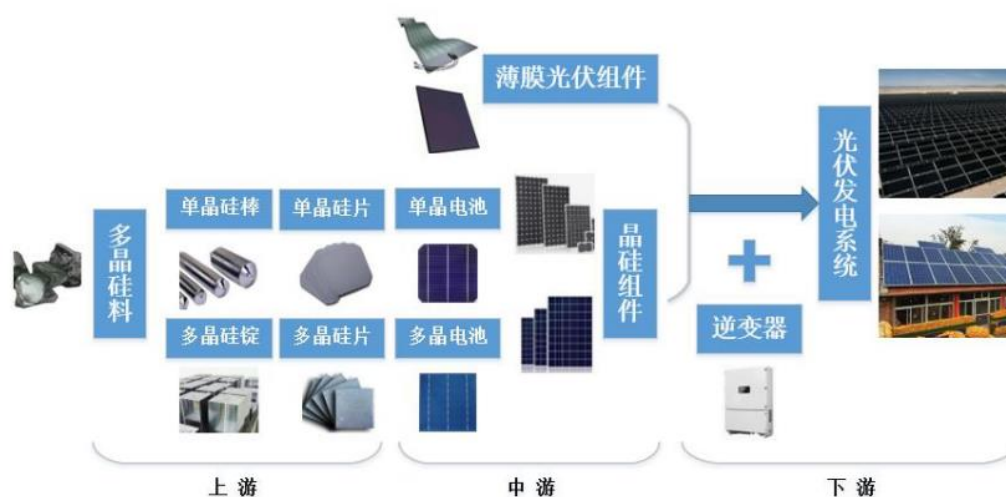 薄膜光伏组件
光伏发电系统
单晶硅棒
单晶硅片
单晶电池
多晶硅料
晶硅组件
多晶硅锭
多晶硅片
多晶电池
逆变器
上游
中游
下游